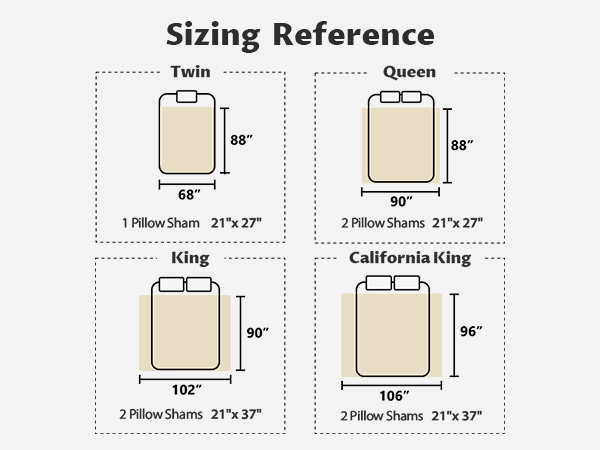 Sizing Reference
Twin
88”
68”
1 Pillow Sham 21"x 27"
Queen
88”
90”
2 Pillow Shams 21"x 27"
King
90”
102”
2 Pillow Shams 21"x 37"
California King
96”
106”
2 Pillow Shams 21"x 37"